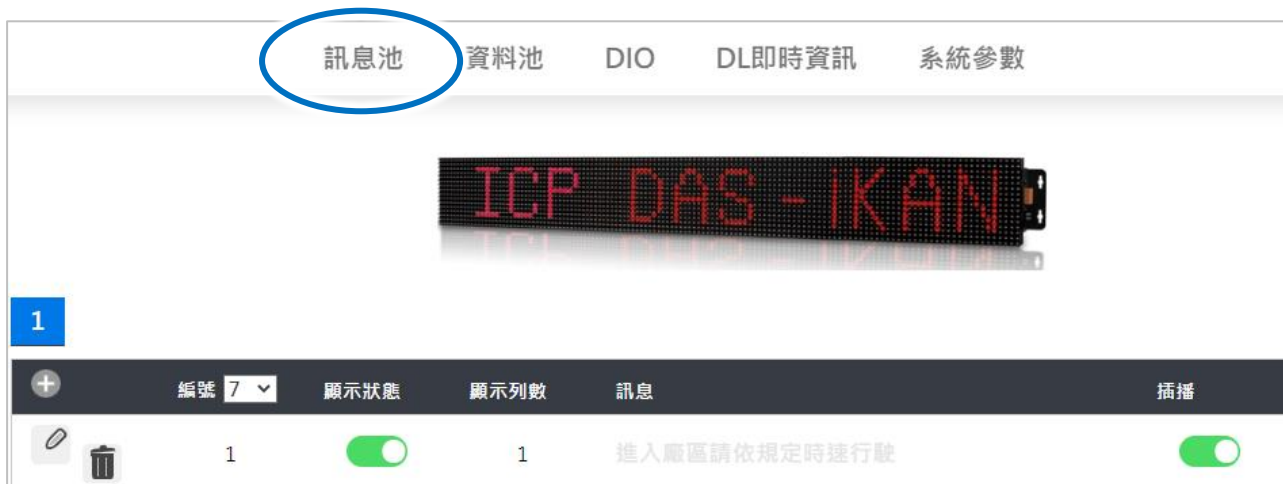 訊息池 資料池 DIO DL即時資訊 系統參數
ICP DAS - iKAN
1
編號 7 顯示狀態 顯示列數 訊息 插播
1 1 進入廠區請依規定時速行駛